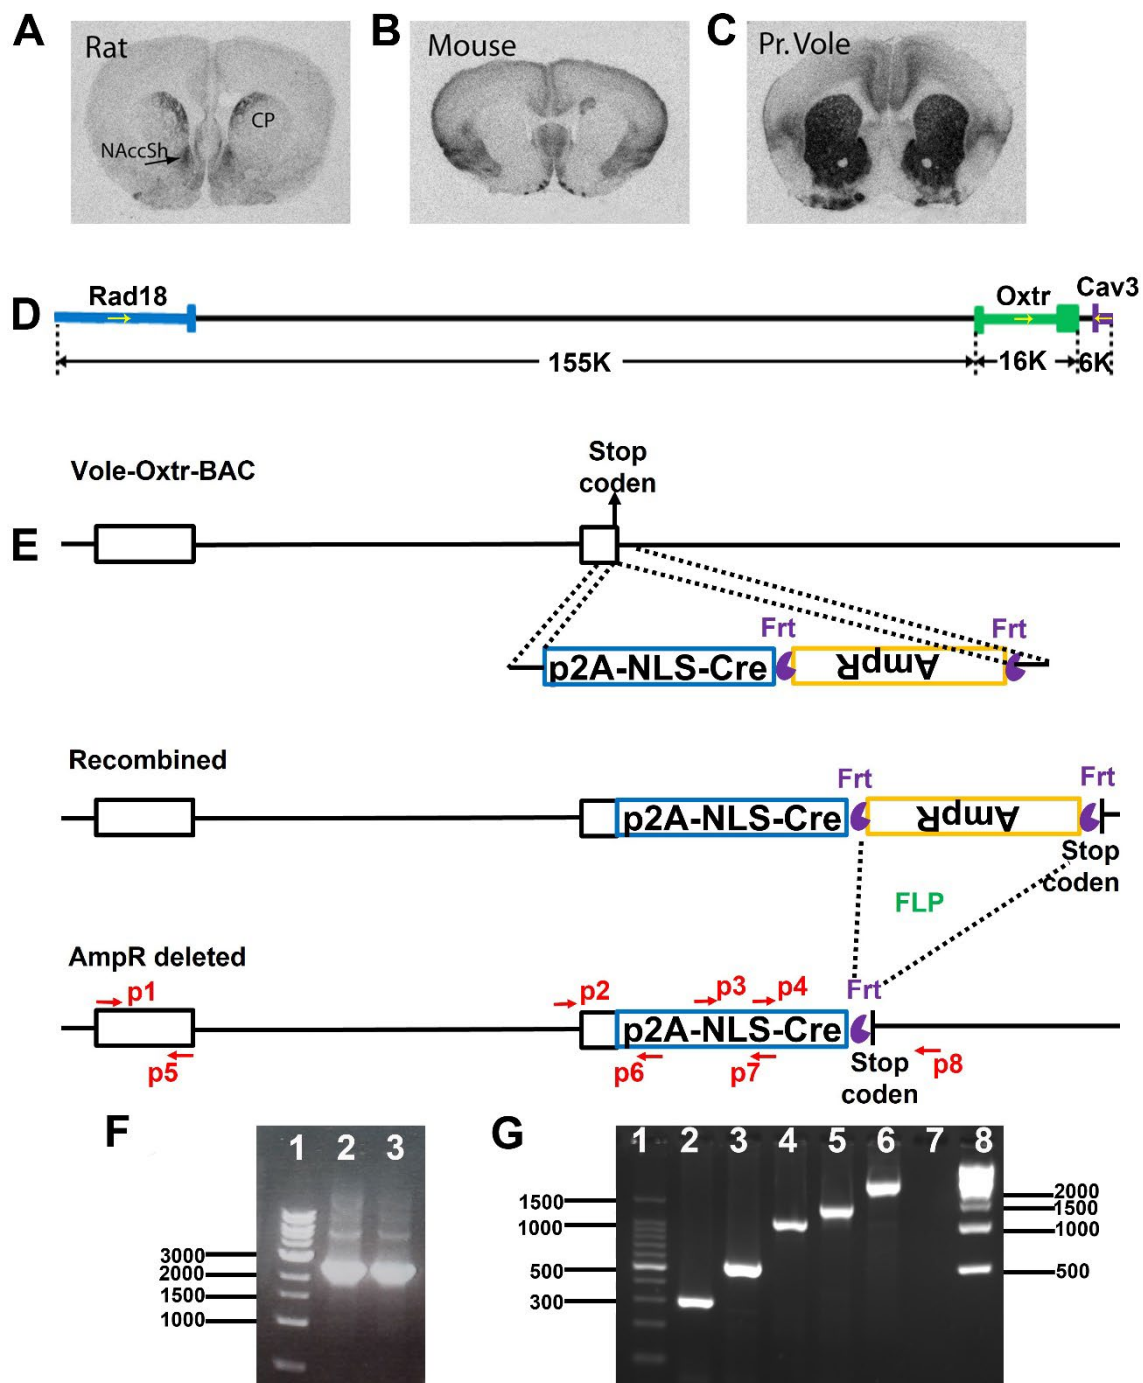 A
Rat
CP
NAccSh
B
Mouse
C
Pr. Vole
D
Rad18
Oxtr
Cav3
155K
16K
6K
Vole-Oxtr-BAC
Stop
coden
E
Frt
Frt
p2A-NLS-Cre
AmpR
Recombined
Frt
Frt
p2A-NLS-Cre
AmpR
Stop
coden
FLP
AmpR deleted
p1
p2
p3
p4
Frt
p2A-NLS-Cre
p5
p6
p7
p8
Stop
coden
F
1 2 3
3000
2000
1500
1000
G
1 2 3 4 5 6 7 8
1500
1000
500
300
2000
1500
1000
500